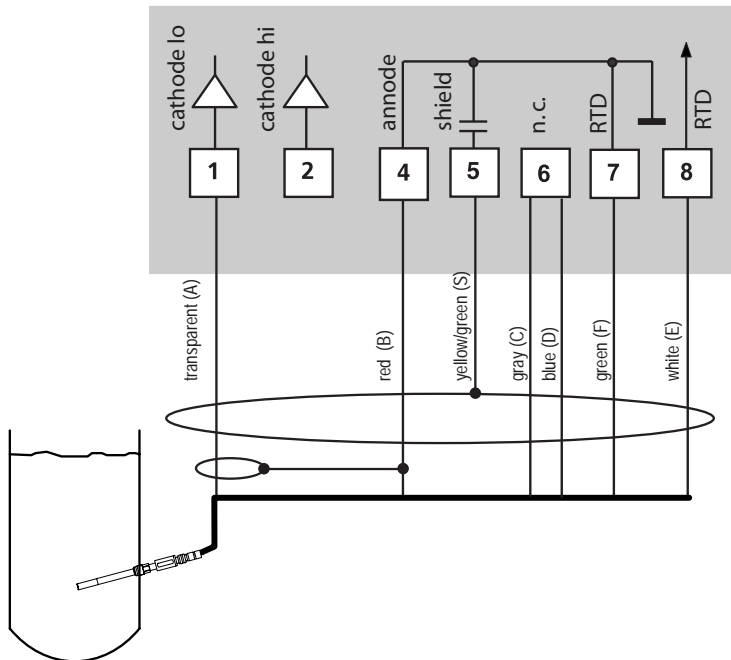 cathode lo
cathode hi
annode
shield
n.c.
RTD
RTD
1
2
4
5
6
7
8
transparent (A)
red (B)
yellow/green (S)
gray (C)
blue (D)
green (F)
white (E)